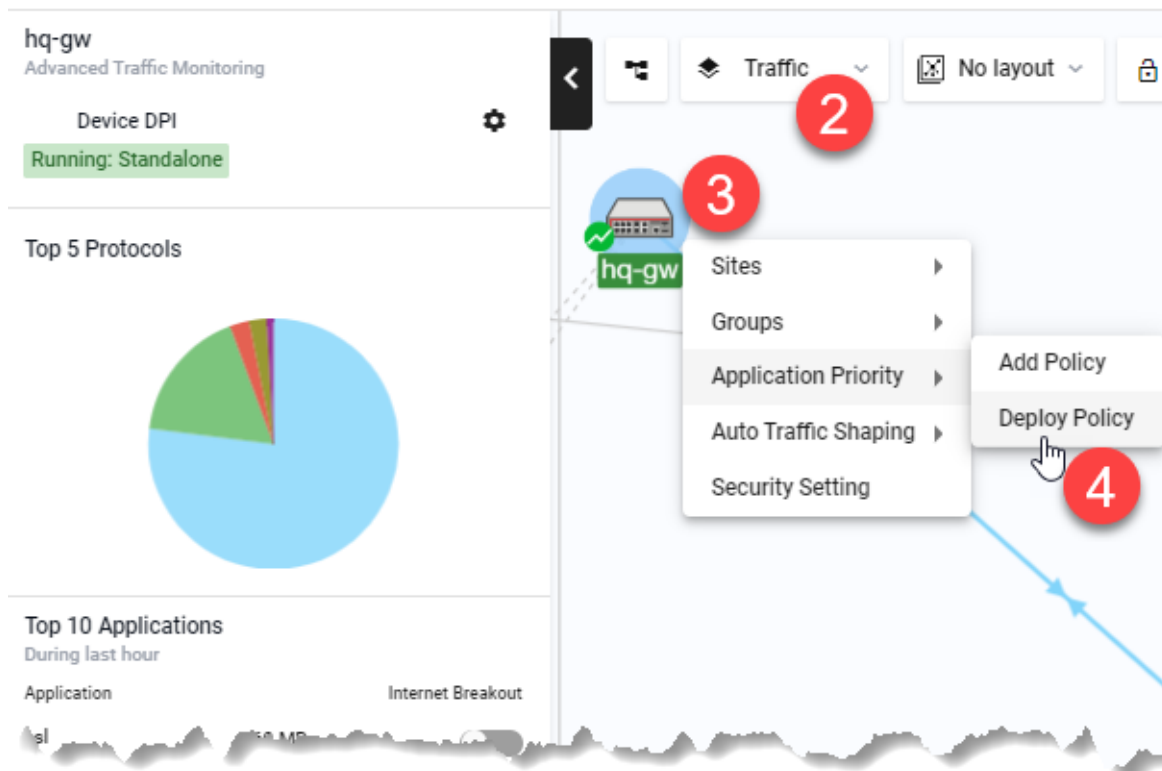 hq-gw
Advanced Traffic Monitoring
Device DPI
Running: Standalone
Top 5 Protocols
Top 10 Applications
During last hour
Application Internet Breakout
Traffic
No layout
2
3
hq-gw
Sites
Groups
Application Priority
Auto Traffic Shaping
Security Setting
Add Policy
Deploy Policy
4